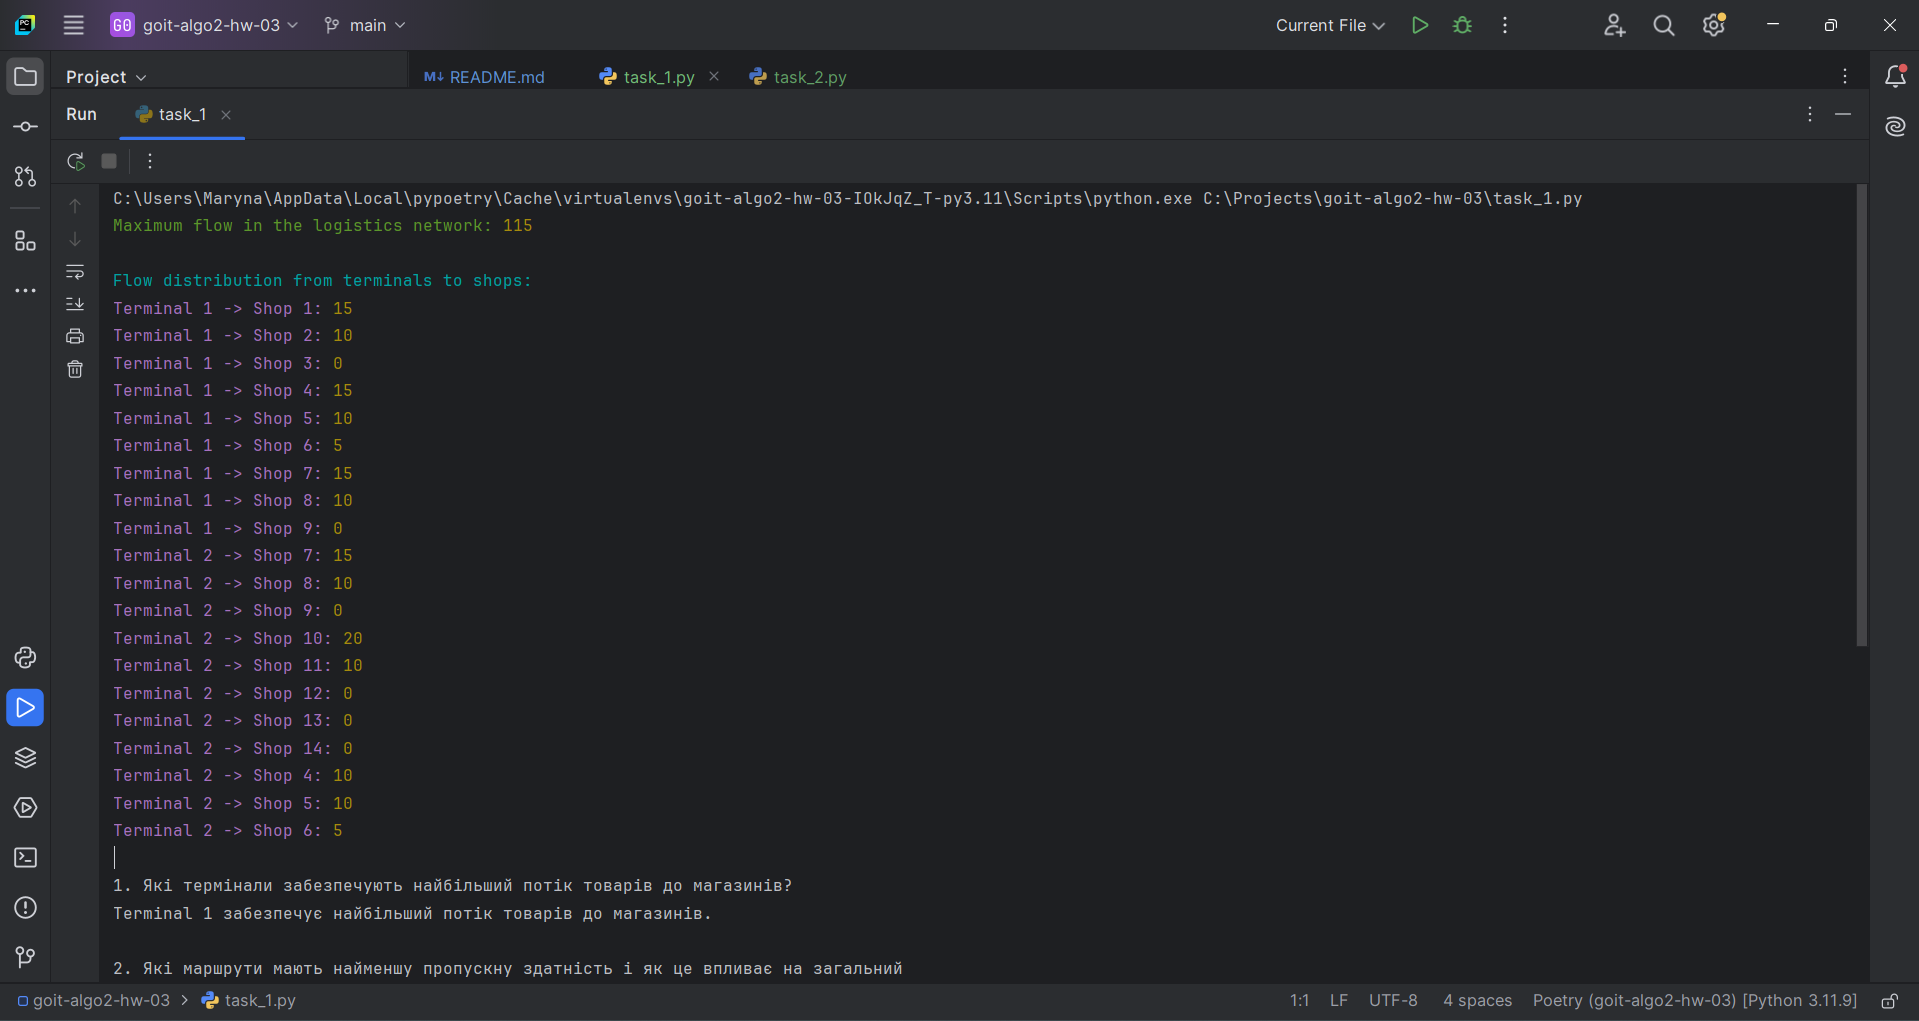 GO goit-algo2-hw-03 main Current File
Project README.md task_1.py task_2.py
Run task_1
C:\Users\Maryna\AppData\Local\pypoetry\Cache\virtualenvs\goit-algo2-hw-03-IOkJqZ_T-py3.11\Scripts\python.exe C:\Projects\goit-algo2-hw-03\task_1.py
Maximum flow in the logistics network: 115
Flow distribution from terminals to shops:
Terminal 1 -> Shop 1: 15
Terminal 1 -> Shop 2: 10
Terminal 1 -> Shop 3: 0
Terminal 1 -> Shop 4: 15
Terminal 1 -> Shop 5: 10
Terminal 1 -> Shop 6: 5
Terminal 1 -> Shop 7: 15
Terminal 1 -> Shop 8: 10
Terminal 1 -> Shop 9: 0
Terminal 2 -> Shop 7: 15
Terminal 2 -> Shop 8: 10
Terminal 2 -> Shop 9: 0
Terminal 2 -> Shop 10: 20
Terminal 2 -> Shop 11: 10
Terminal 2 -> Shop 12: 0
Terminal 2 -> Shop 13: 0
Terminal 2 -> Shop 14: 0
Terminal 2 -> Shop 4: 10
Terminal 2 -> Shop 5: 10
Terminal 2 -> Shop 6: 5
1. Які термінали забезпечують найбільший потік товарів до магазинів?
Terminal 1 забезпечує найбільший потік товарів до магазинів.
2. Які маршрути мають найменшу пропускну здатність і як це впливає на загальний
goit-algo2-hw-03 > task_1.py 1:1 LF UTF-8 4 spaces Poetry (goit-algo2-hw-03) [Python 3.11.9]